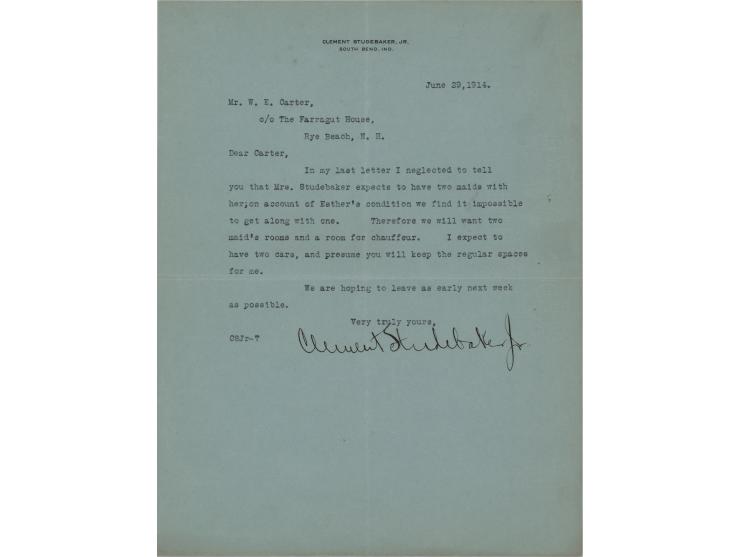 CLEMENT STUDEBAKER, JR.
SOUTH BEND, IND.
June 29,1914.
Mr. W. E. Carter,
c/o The Farragut House,
Rye Beach, N. H.
Dear Carter,
In my last letter I neglected to tell
you that Mrs. Studebaker expects to have two maids with
her;on account of Esther's condition we find it impossible
to get along with one. Therefore we will want two
maid's rooms and a room for chauffeur. I expect to
have two cars, and presume you will keep the regular spaces
for me.
We are hoping to leave as early next week
as possible.
Very truly yours,
CSJr-T
Clement Studebaker Jr